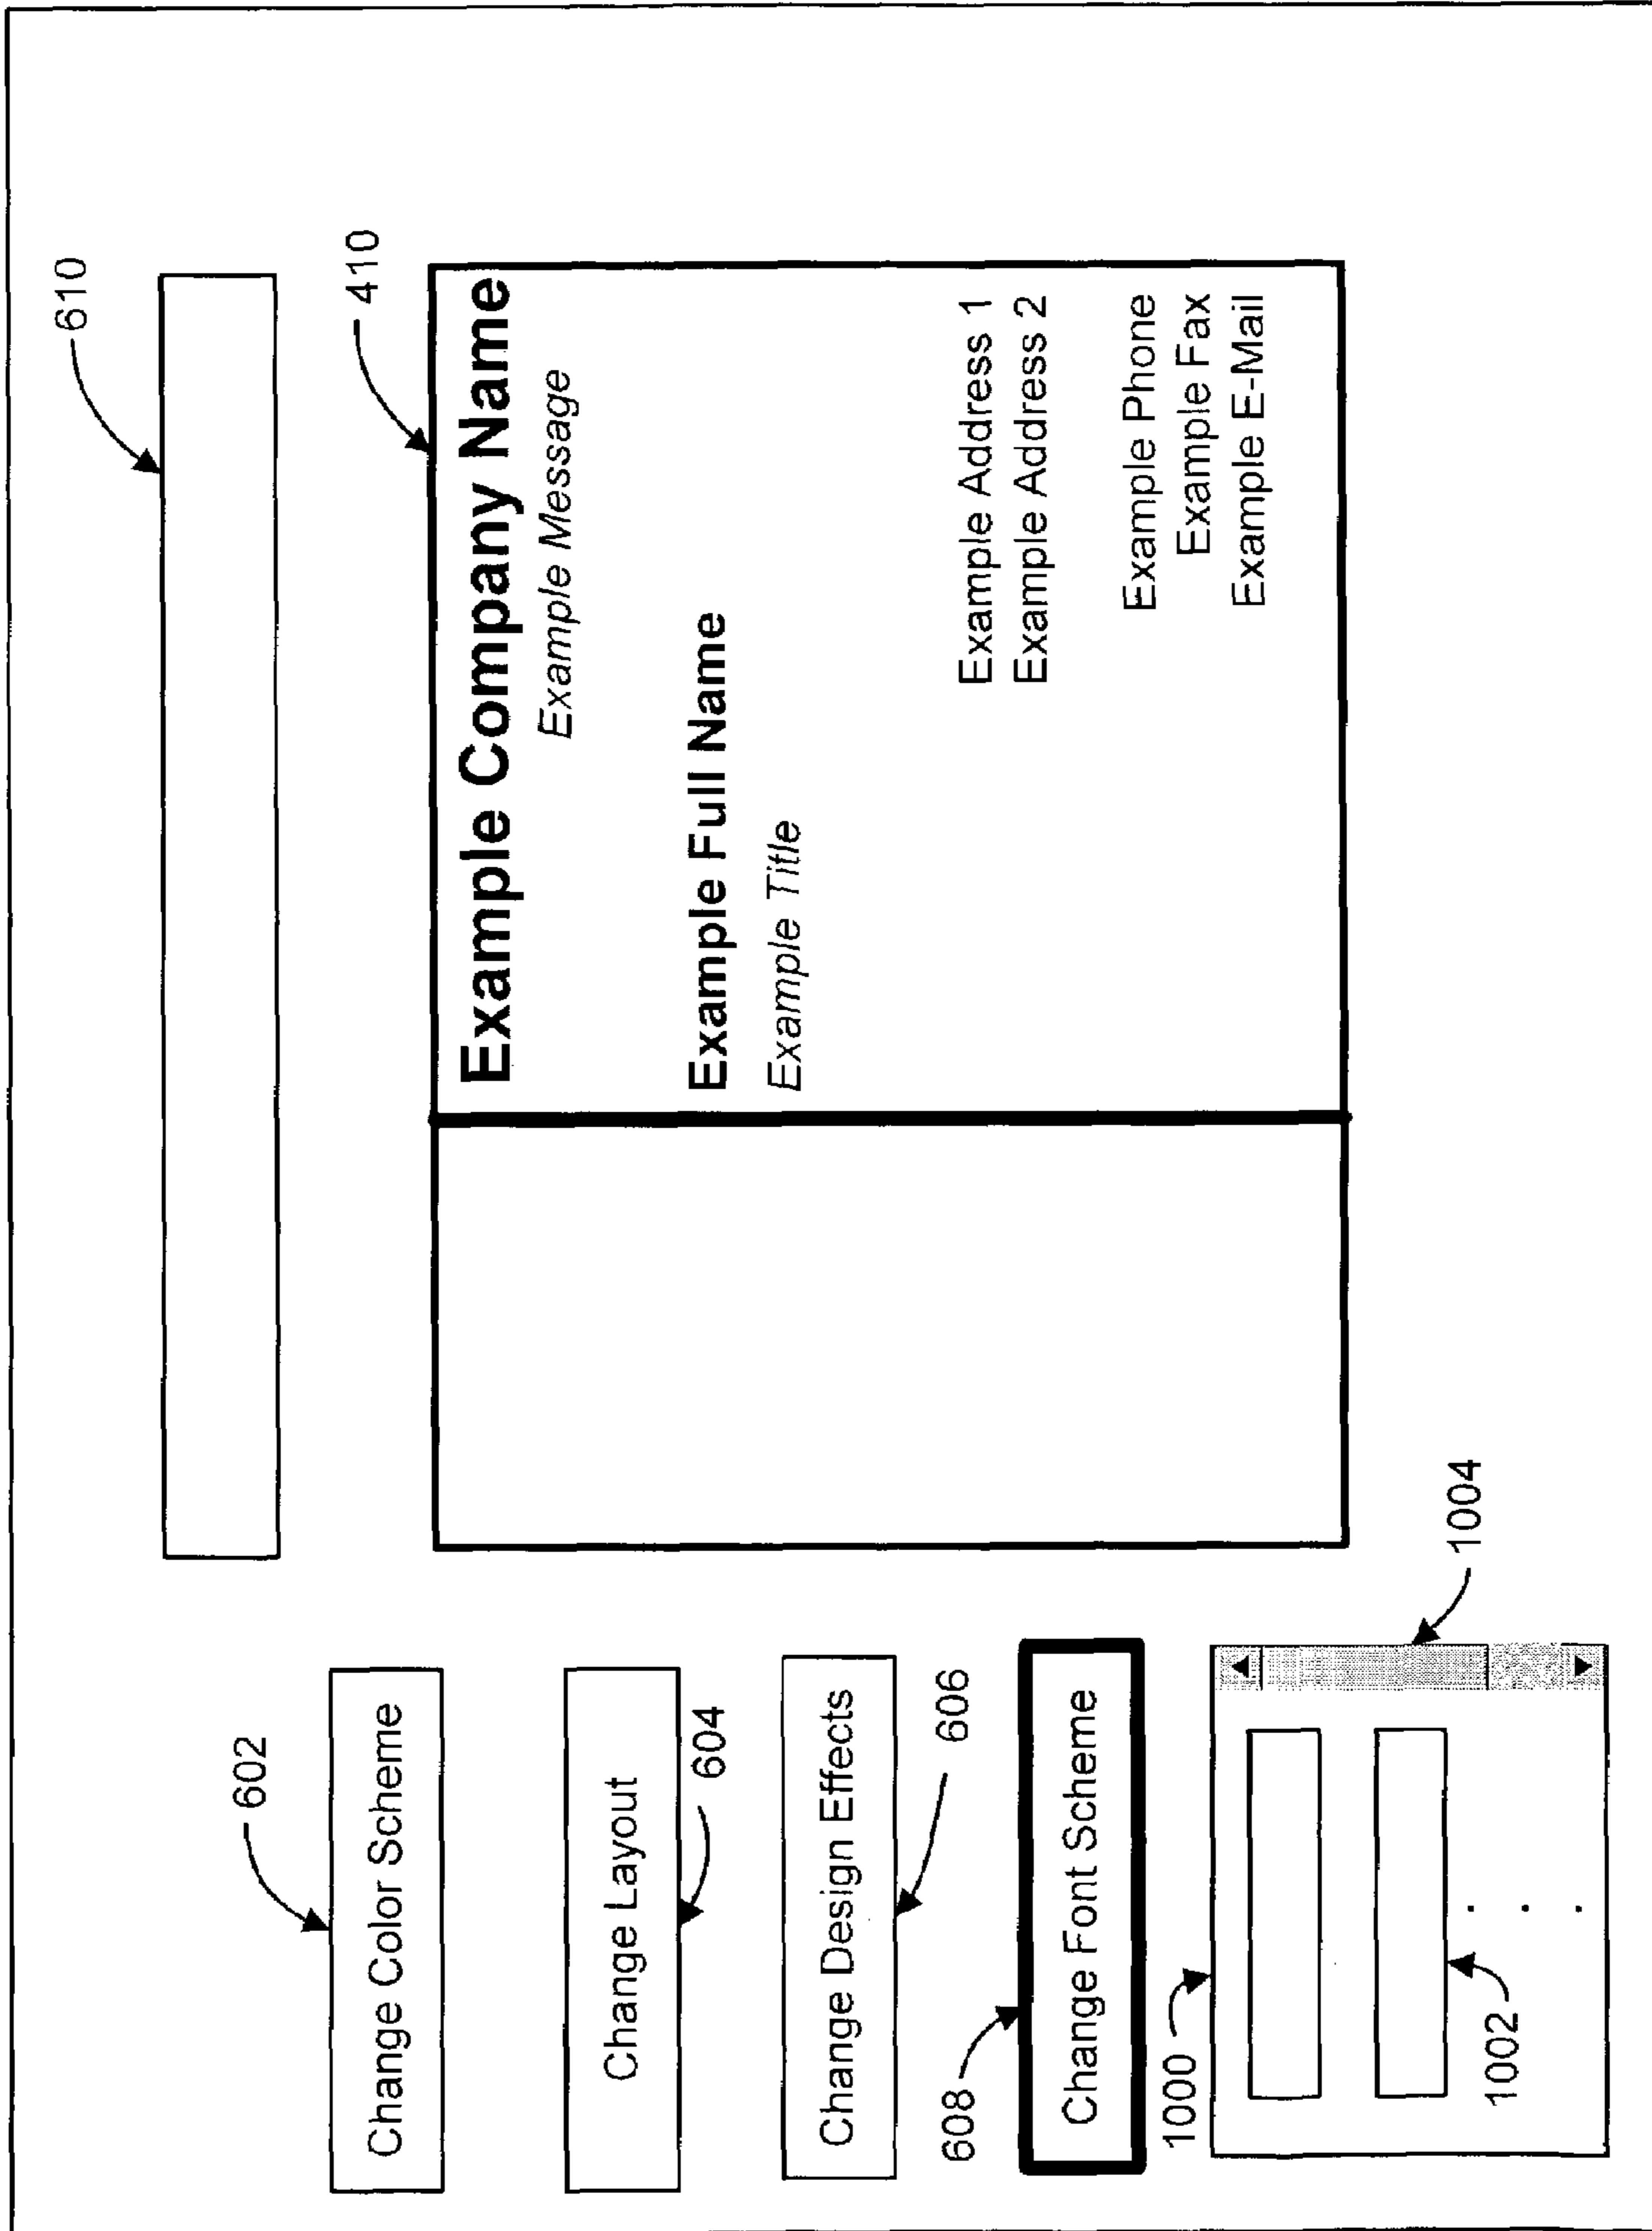 610
410
Example Company Name
Example Message
Example Full Name
Example Title
Example Address 1
Example Address 2
Example Phone
Example Fax
Example E-Mail
602
Change Color Scheme
Change Layout
604
Change Design Effects
606
608
Change Font Scheme
1000
1002
1004